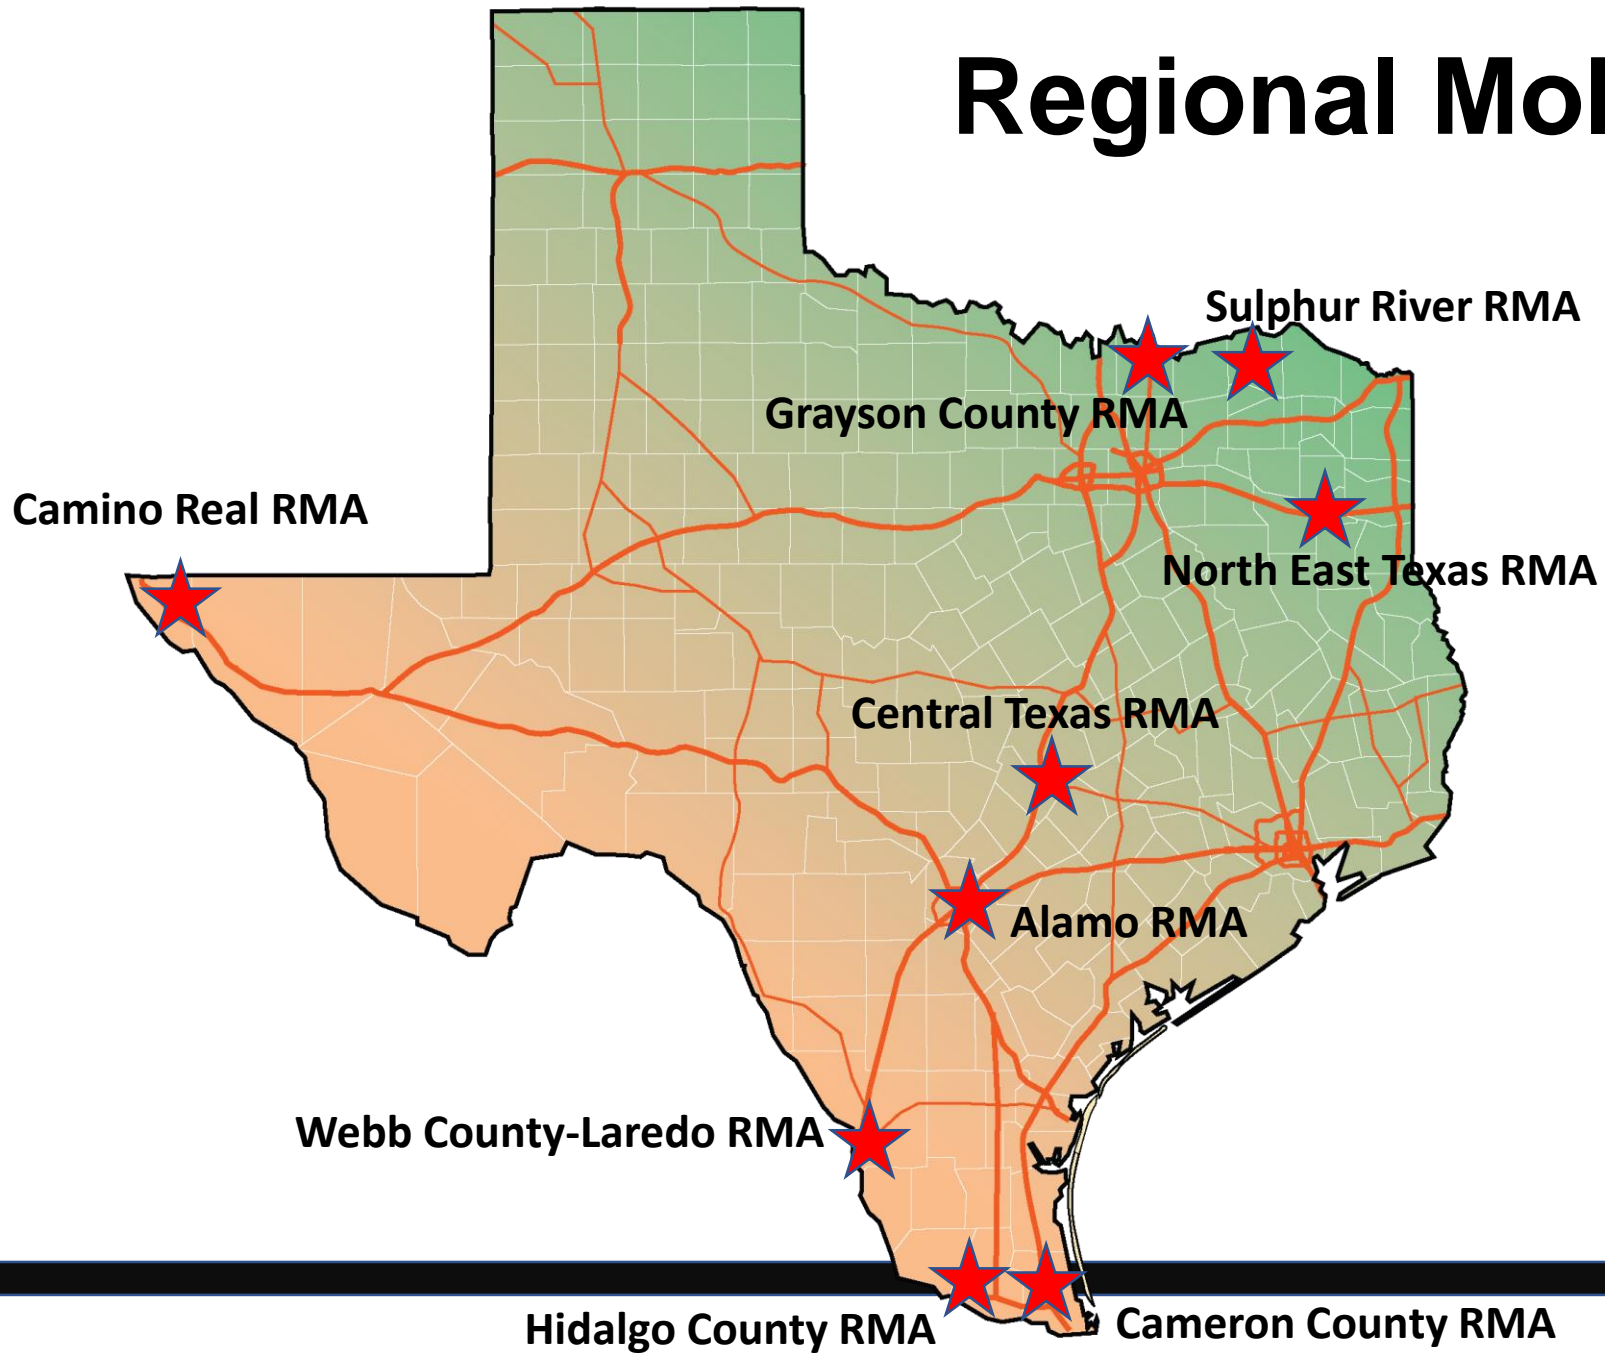 Regional Mob
Sulphur River RMA
Grayson County RMA
Camino Real RMA
North East Texas RMA
Central Texas RMA
Alamo RMA
Webb County-Laredo RMA
Hidalgo County RMA
Cameron County RMA